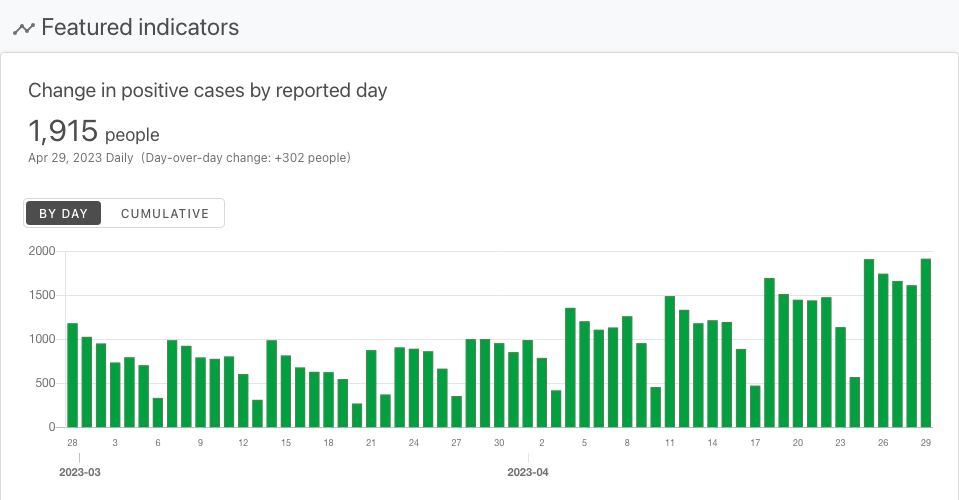 Featured indicators
Change in positive cases by reported day
1,915 people
Apr 29, 2023 Daily (Day-over-day change: +302 people)
BY DAY CUMULATIVE
2000
1500
1000
500
0
28 3 6 9 12 15 18 21 24 27 30 2 5 8 11 14 17 20 23 26 29
2023-03 2023-04